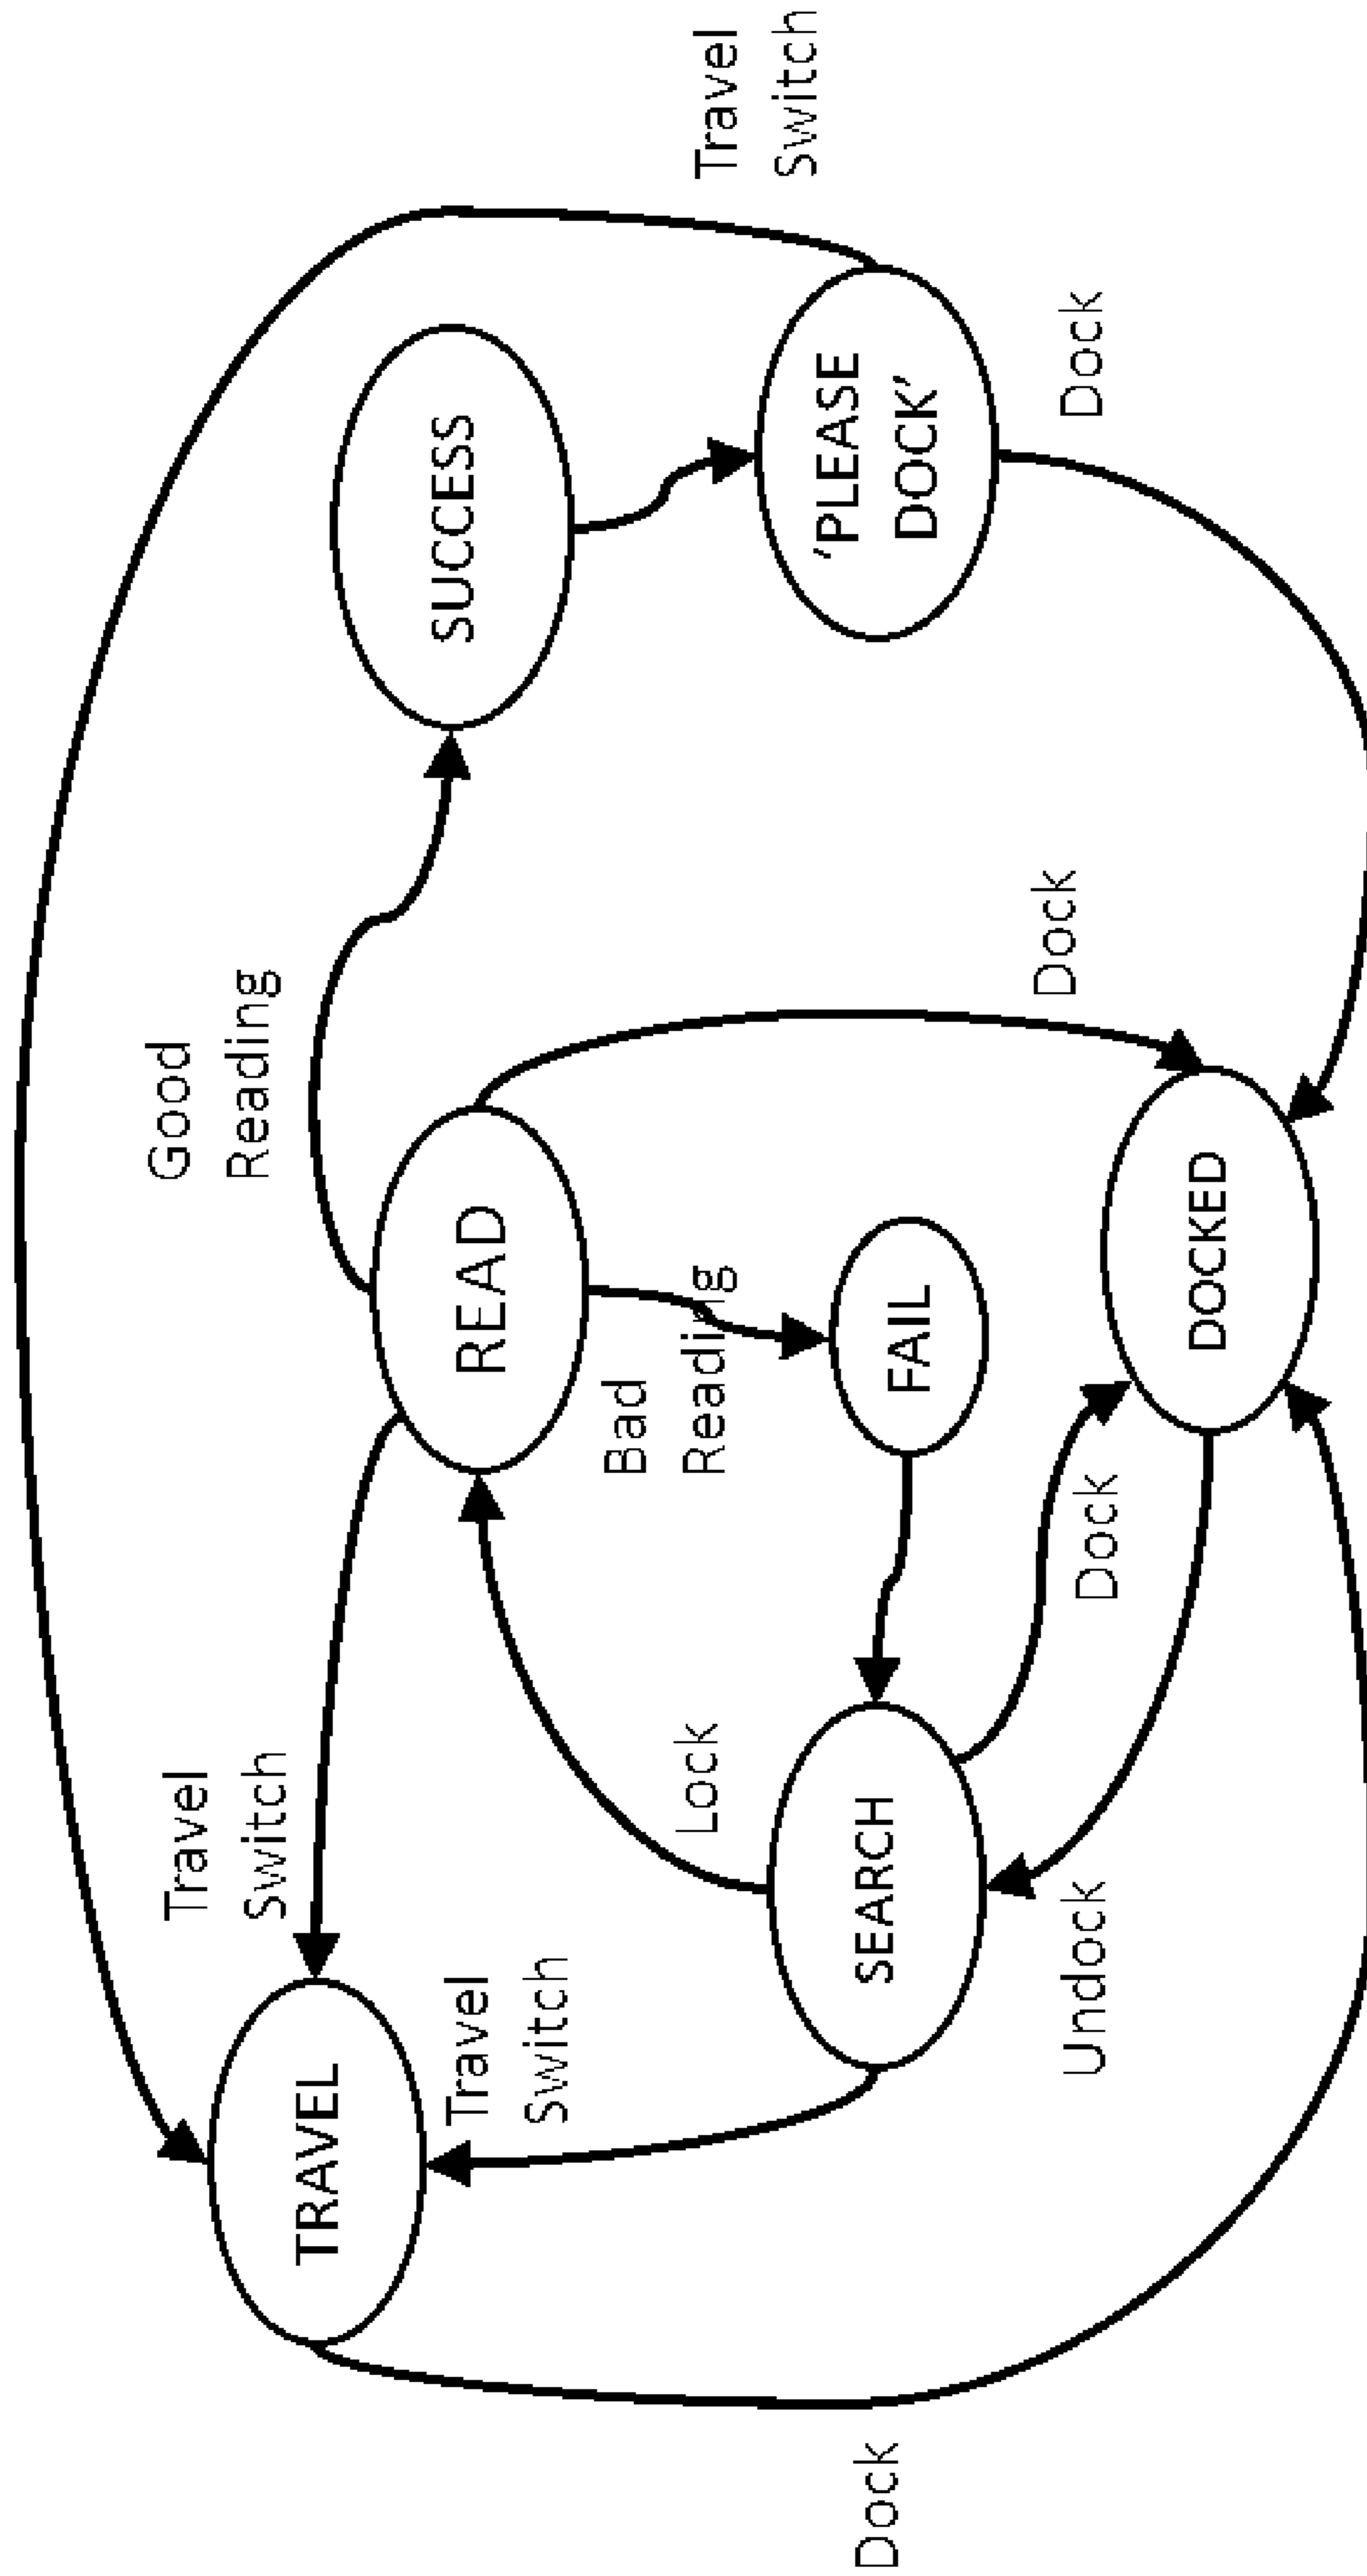 Travel
Switch
Good
Reading
Travel
Switch
TRAVEL
READ
SUCCESS
Travel
Switch
Lock
Bad
Reading
SEARCH
FAIL
'PLEASE
DOCK'
Dock
Undock
Dock
DOCKED
Dock
Dock